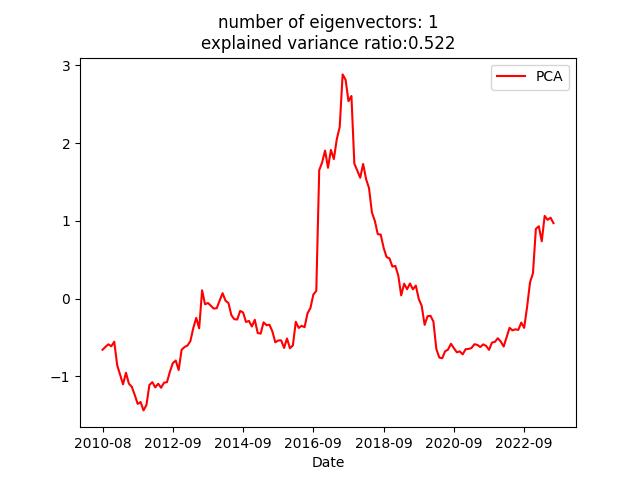 number of eigenvectors: 1
explained variance ratio:0.522
PCA
3
2
1
0
−1
2010-08 2012-09 2014-09 2016-09 2018-09 2020-09 2022-09
Date